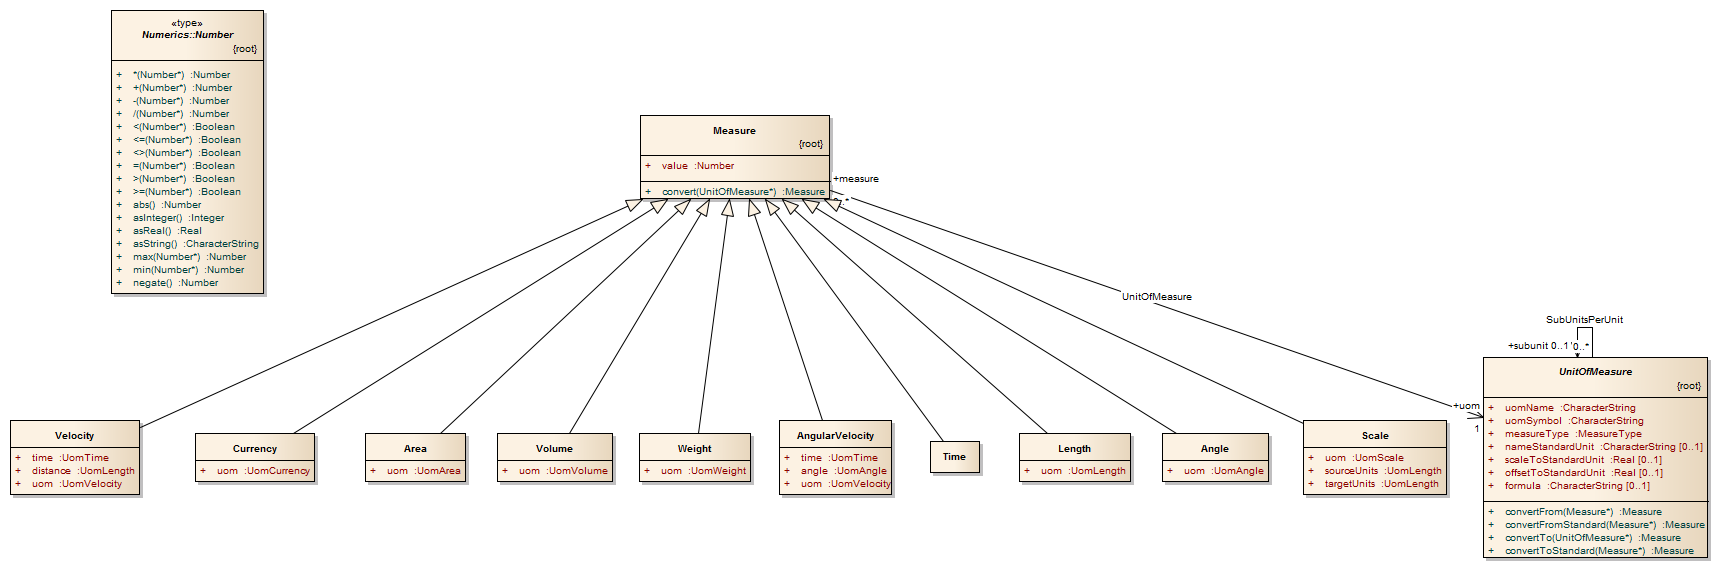 «type»
Numerics::Number
{root}
+ *(Number*) :Number
+ +(Number*) :Number
+ -(Number*) :Number
+ /(Number*) :Number
+ <(Number*) :Boolean
+ <=(Number*) :Boolean
+ <>(Number*) :Boolean
+ =(Number*) :Boolean
+ >(Number*) :Boolean
+ >=(Number*) :Boolean
+ abs() :Number
+ asInteger() :Integer
+ asReal() :Real
+ asString() :CharacterString
+ max(Number*) :Number
+ min(Number*) :Number
+ negate() :Number
Measure
{root}
+ value :Number
+ convert(UnitOfMeasure*) :Measure
+measure
..*
UnitOfMeasure
+uom
1
SubUnitsPerUnit
+subunit 0..1
0..*
Velocity
+ time :UomTime
+ distance :UomLength
+ uom :UomVelocity
Currency
+ uom :UomCurrency
Area
+ uom :UomArea
Volume
+ uom :UomVolume
Weight
+ uom :UomWeight
AngularVelocity
+ time :UomTime
+ angle :UomAngle
+ uom :UomVelocity
Time
Length
+ uom :UomLength
Angle
+ uom :UomAngle
Scale
+ uom :UomScale
+ sourceUnits :UomLength
+ targetUnits :UomLength
UnitOfMeasure
{root}
+ uomName :CharacterString
+ uomSymbol :CharacterString
+ measureType :MeasureType
+ nameStandardUnit :CharacterString [0..1]
+ scaleToStandardUnit :Real [0..1]
+ offsetToStandardUnit :Real [0..1]
+ formula :CharacterString [0..1]
+ convertFrom(Measure*) :Measure
+ convertFromStandard(Measure*) :Measure
+ convertTo(UnitOfMeasure*) :Measure
+ convertToStandard(Measure*) :Measure